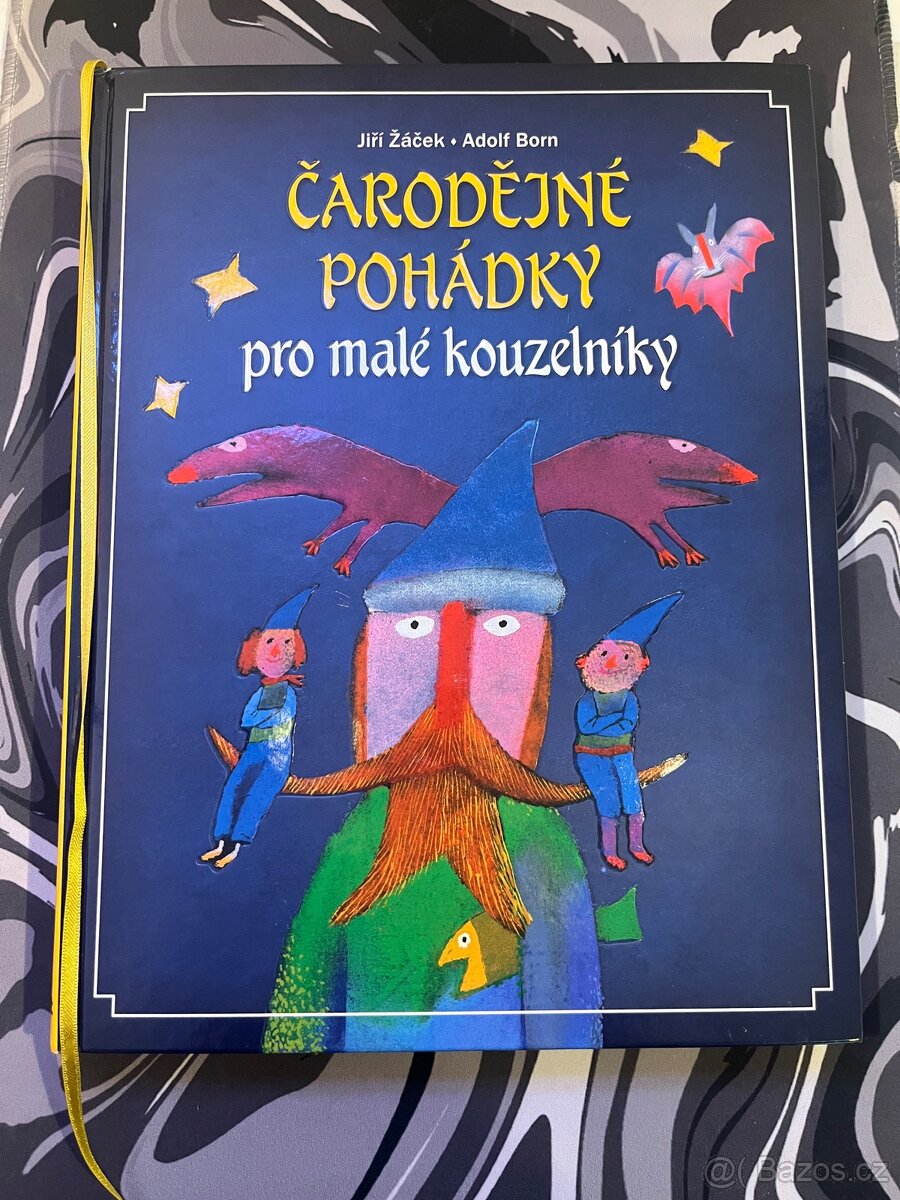 Jiří Žáček • Adolf Born
ČARODĚJNÉ
POHÁDKY
pro malé kouzelníky
@( Bazos.cz